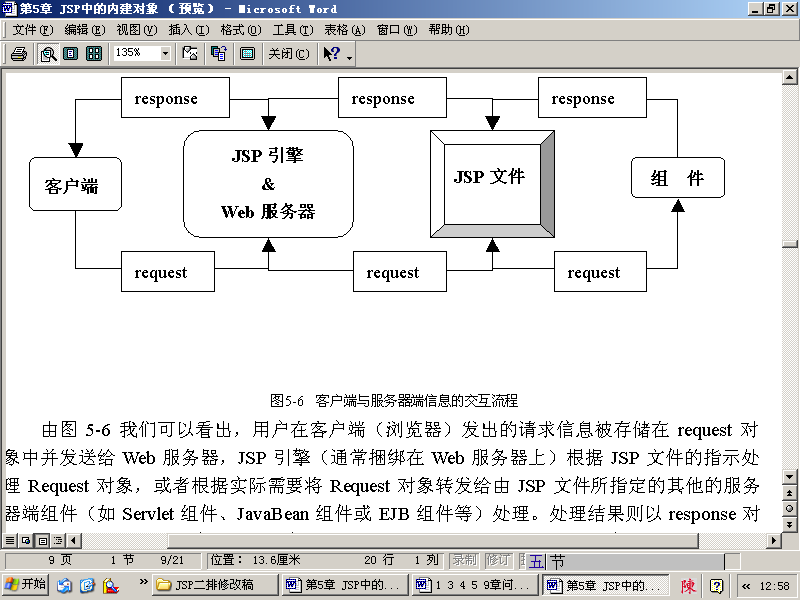 第5章 JSP中的内建对象 （预览） - Microsoft Word
文件(F) 编辑(E) 视图(V) 插入(I) 格式(O) 工具(T) 表格(A) 窗口(W) 帮助(H)
135% 关闭(C)
response response response
客户端
JSP 引擎
&
Web 服务器
JSP 文件
组 件
request request request
图5-6 客户端与服务器端信息的交互流程
由图 5-6 我们可以看出，用户在客户端（浏览器）发出的请求信息被存储在 request 对
象中并发送给 Web 服务器，JSP 引擎（通常捆绑在 Web 服务器上）根据 JSP 文件的指示处
理 Request 对象，或者根据实际需要将 Request 对象转发给由 JSP 文件所指定的其他的服务
器端组件（如 Servlet 组件、JavaBean 组件或 EJB 组件等）处理。处理结果则以 response 对
9 页 1 节 9/21 位置： 13.6厘米 20 行 1 列 录制 修订 五 节
开始 » JSP二排修改稿 第5章 JSP中的... 1 3 4 5 9章问... 第5章 JSP中的... 陳 « 12:58